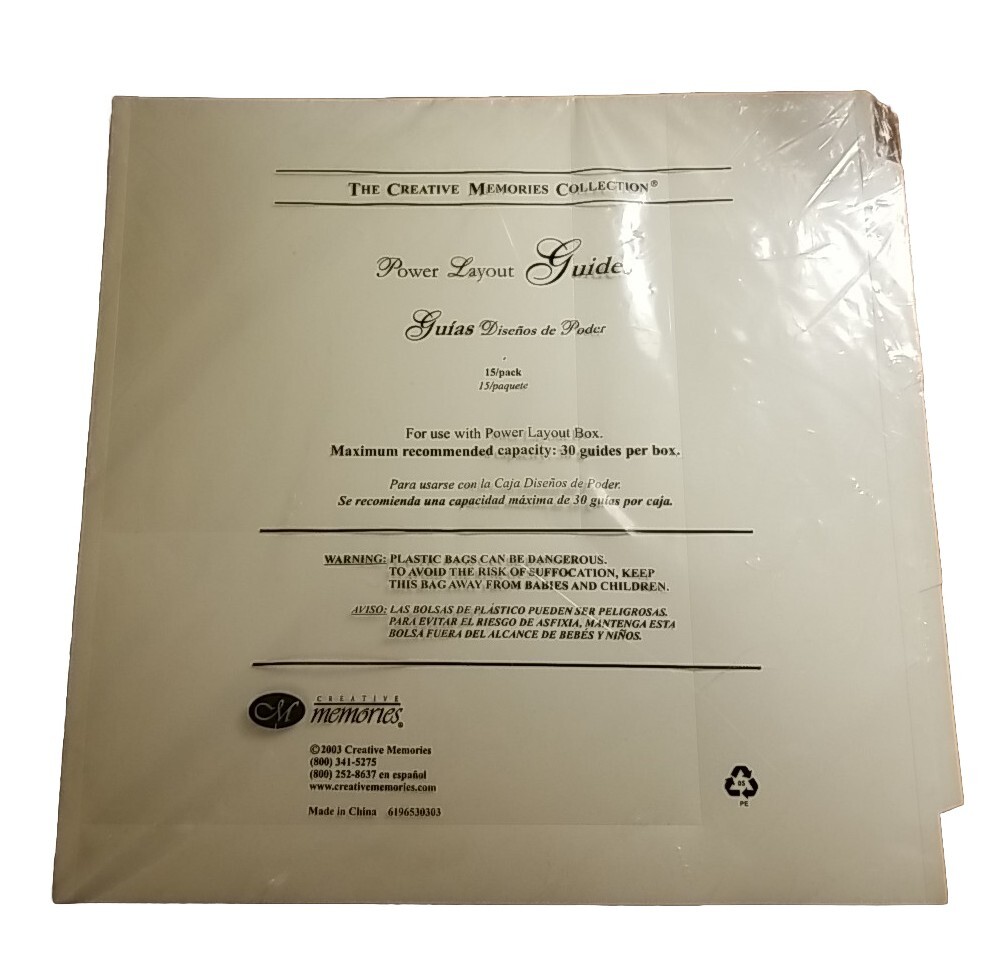 THE CREATIVE MEMORIES COLLECTION®
Power Layout Guides
Guías Diseños de Poder
15/pack
15/paquete
For use with Power Layout Box.
Maximum recommended capacity: 30 guides per box.
Para usarse con la Caja Diseños de Poder.
Se recomienda una capacidad máxima de 30 guías por caja.
WARNING: PLASTIC BAGS CAN BE DANGEROUS.
TO AVOID THE RISK OF SUFFOCATION, KEEP
THIS BAG AWAY FROM BABIES AND CHILDREN.
AVISO: LAS BOLSAS DE PLÁSTICO PUEDEN SER PELIGROSAS.
PARA EVITAR EL RIESGO DE ASFIXIA, MANTENGA ESTA
BOLSA FUERA DEL ALCANCE DE BEBÉS Y NIÑOS.
CM CREATIVE
memories®
©2003 Creative Memories
(800) 341-5275
(800) 252-8637 en español
www.creativememories.com
Made in China 6196530303
05
PE